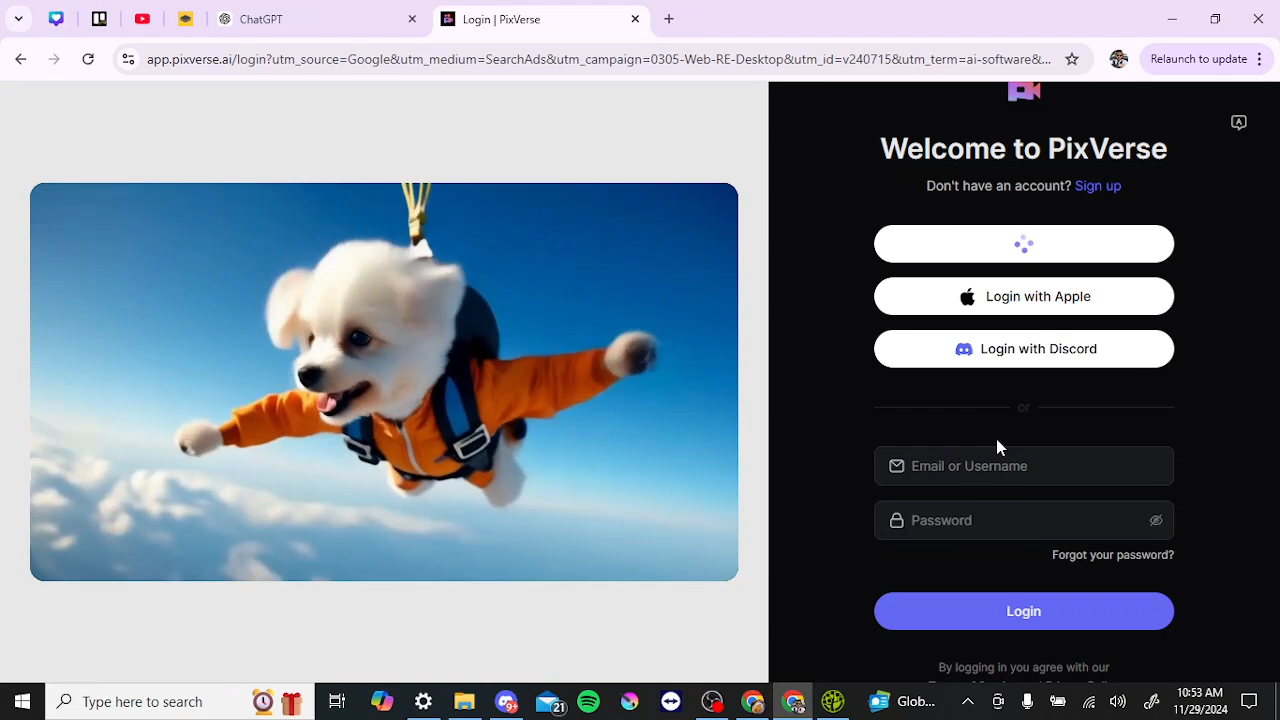 ChatGPT
Login | PixVerse
app.pixverse.ai/login?utm_source=Google&utm_medium=SearchAds&utm_campaign=0305-Web-RE-Desktop&utm_id=v240715&utm_term=ai-software&...
Relaunch to update
Welcome to PixVerse
Don't have an account? Sign up
Login with Apple
Login with Discord
or
Email or Username
Password
Forgot your password?
Login
By logging in you agree with our
Type here to search
9+
21
Glob...
10:53 AM
11/29/2024